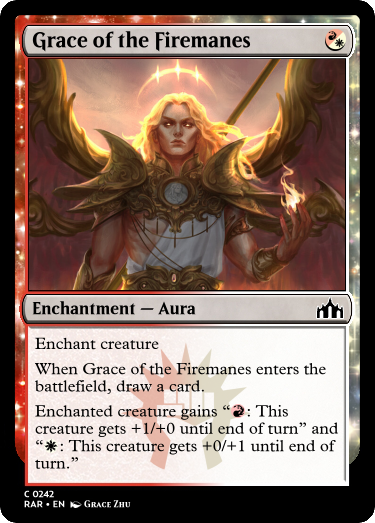 Grace of the Firemanes
Enchantment — Aura
Enchant creature
When Grace of the Firemanes enters the
battlefield, draw a card.
Enchanted creature gains “: This
creature gets +1/+0 until end of turn” and
“: This creature gets +0/+1 until end of
turn.”
C 0242
RAR • EN Grace Zhu